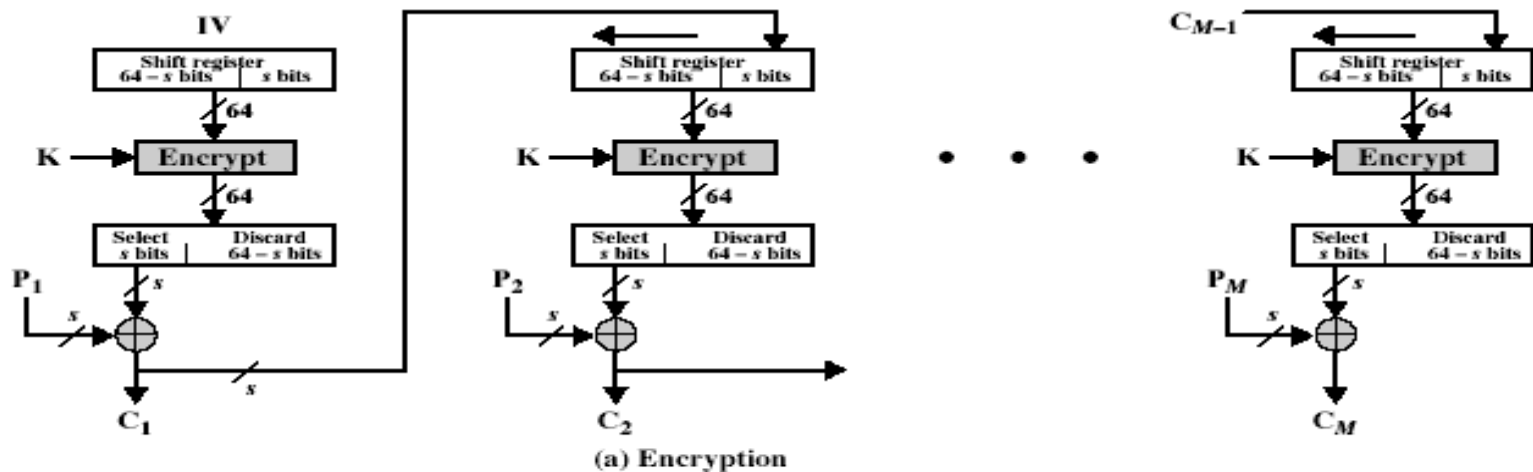 IV
Shift register
64 – s bits s bits
64
K Encrypt
64
Select Discard
s bits 64 – s bits
P1
s
s
s
C1
Shift register
64 – s bits s bits
64
K Encrypt
64
Select Discard
s bits 64 – s bits
P2
s
s
C2
• • •
CM–1
Shift register
64 – s bits s bits
64
K Encrypt
64
Select Discard
s bits 64 – s bits
PM
s
s
CM
(a) Encryption